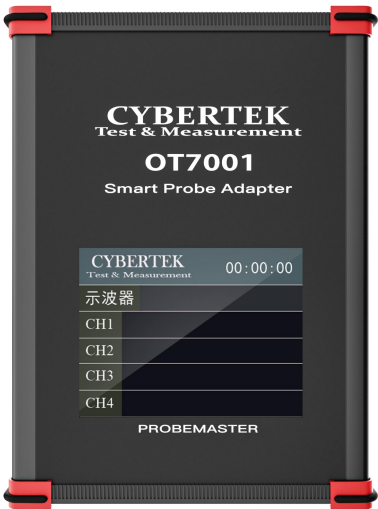 CYBERTEK
Test & Measurement
OT7001
Smart Probe Adapter
CYBERTEK
Test & Measurement
00:00:00
示波器
CH1
CH2
CH3
CH4
PROBEMASTER